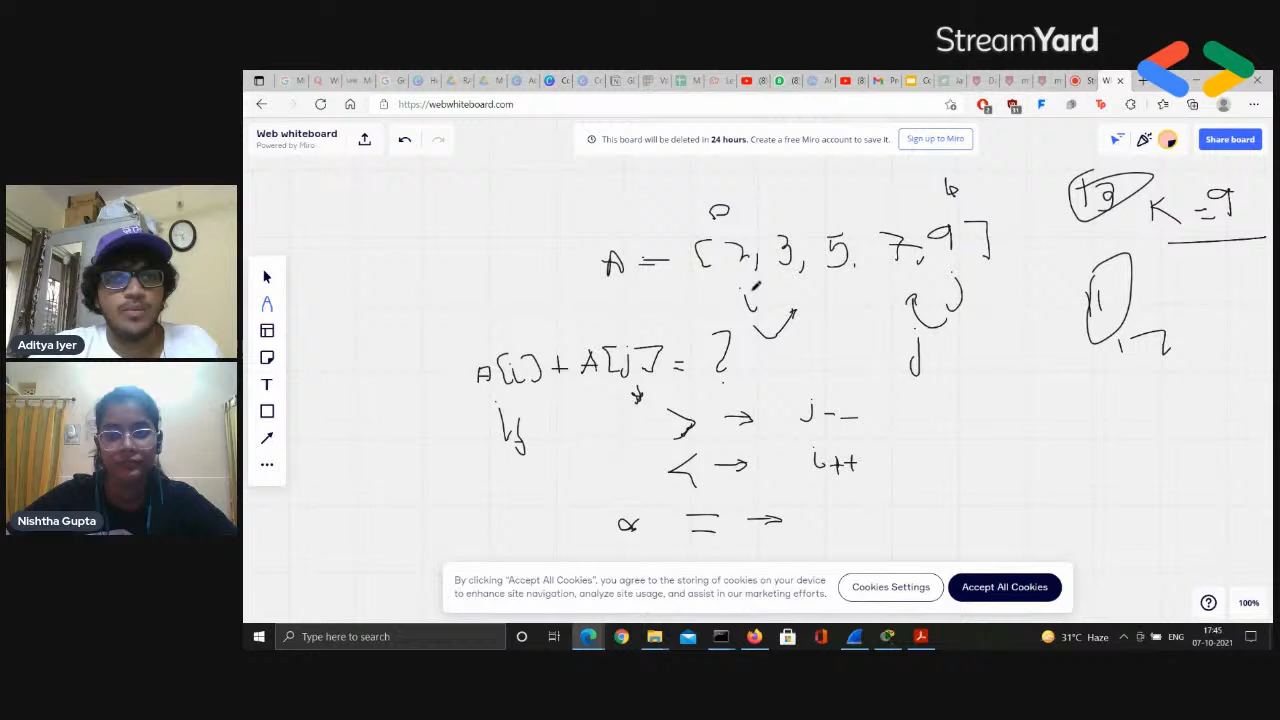 StreamYard
https://webwhiteboard.com
Web whiteboard
Powered by Miro
This board will be deleted in 24 hours. Create a free Miro account to save it.
Sign up to Miro
Share board
K = 9
A = [2, 3, 5, 7, 9]
i
j
j
A[i] + A[j] = ?
if
> → j--
< → i++
= →
11
12
T
Aditya Iyer
Nishtha Gupta
By clicking "Accept All Cookies", you agree to the storing of cookies on your device
to enhance site navigation, analyze site usage, and assist in our marketing efforts.
Cookies Settings
Accept All Cookies
100%
Type here to search
31°C Haze
ENG
17:45
07-10-2021